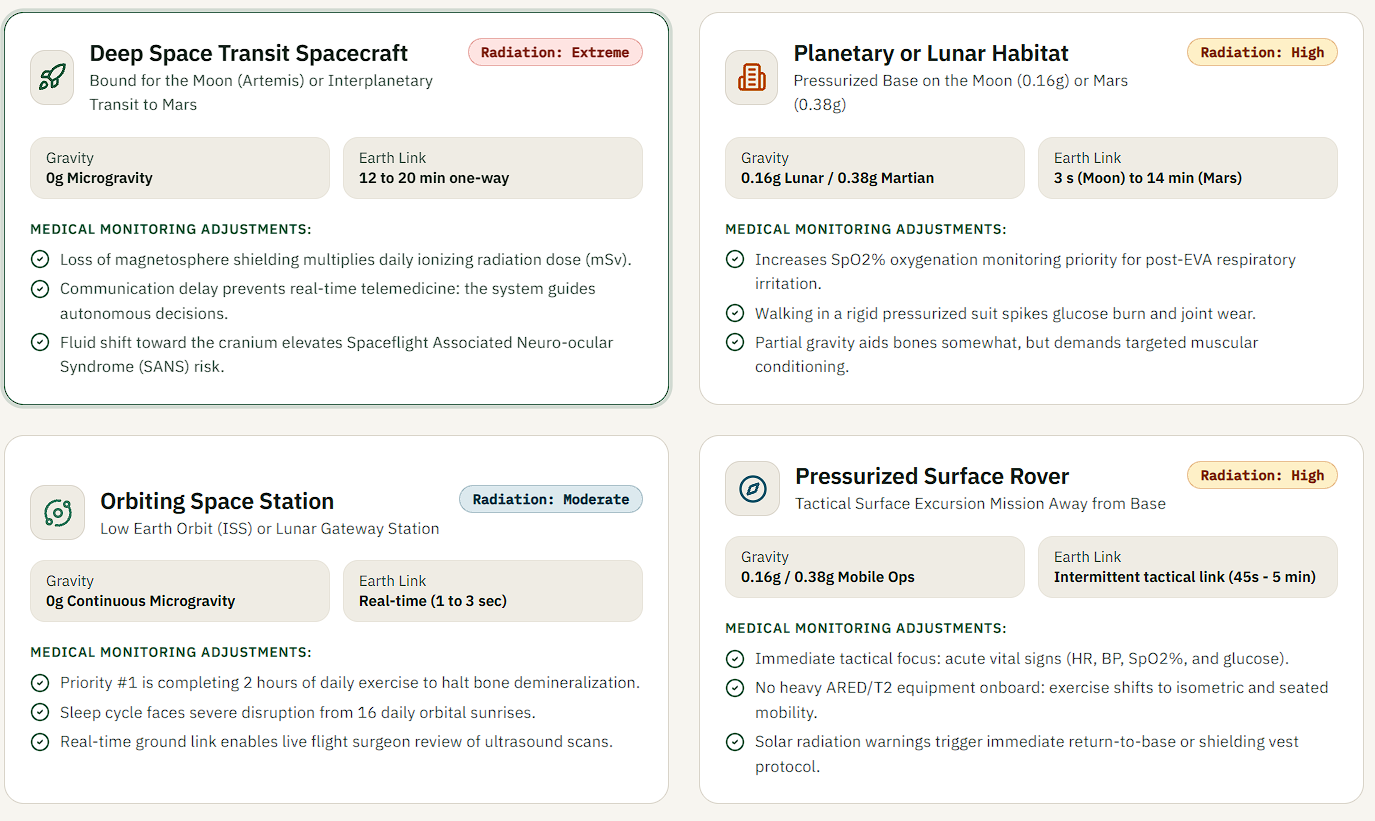 Deep Space Transit Spacecraft
Radiation: Extreme
Bound for the Moon (Artemis) or Interplanetary
Transit to Mars
Gravity
0g Microgravity
Earth Link
12 to 20 min one-way
MEDICAL MONITORING ADJUSTMENTS:
Loss of magnetosphere shielding multiplies daily ionizing radiation dose (mSv).
Communication delay prevents real-time telemedicine: the system guides
autonomous decisions.
Fluid shift toward the cranium elevates Spaceflight Associated Neuro-ocular
Syndrome (SANS) risk.
Planetary or Lunar Habitat
Radiation: High
Pressurized Base on the Moon (0.16g) or Mars
(0.38g)
Gravity
0.16g Lunar / 0.38g Martian
Earth Link
3 s (Moon) to 14 min (Mars)
MEDICAL MONITORING ADJUSTMENTS:
Increases SpO2% oxygenation monitoring priority for post-EVA respiratory
irritation.
Walking in a rigid pressurized suit spikes glucose burn and joint wear.
Partial gravity aids bones somewhat, but demands targeted muscular
conditioning.
Orbiting Space Station
Radiation: Moderate
Low Earth Orbit (ISS) or Lunar Gateway Station
Gravity
0g Continuous Microgravity
Earth Link
Real-time (1 to 3 sec)
MEDICAL MONITORING ADJUSTMENTS:
Priority #1 is completing 2 hours of daily exercise to halt bone demineralization.
Sleep cycle faces severe disruption from 16 daily orbital sunrises.
Real-time ground link enables live flight surgeon review of ultrasound scans.
Pressurized Surface Rover
Radiation: High
Tactical Surface Excursion Mission Away from Base
Gravity
0.16g / 0.38g Mobile Ops
Earth Link
Intermittent tactical link (45s - 5 min)
MEDICAL MONITORING ADJUSTMENTS:
Immediate tactical focus: acute vital signs (HR, BP, SpO2%, and glucose).
No heavy ARED/T2 equipment onboard: exercise shifts to isometric and seated
mobility.
Solar radiation warnings trigger immediate return-to-base or shielding vest
protocol.